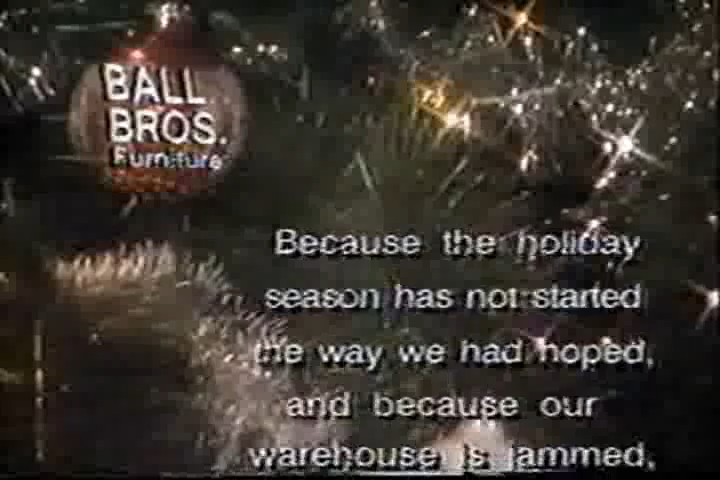 BALL
BROS.
Furniture
Because the holiday
season has not started
the way we had hoped,
and because our
warehouse is jammed,